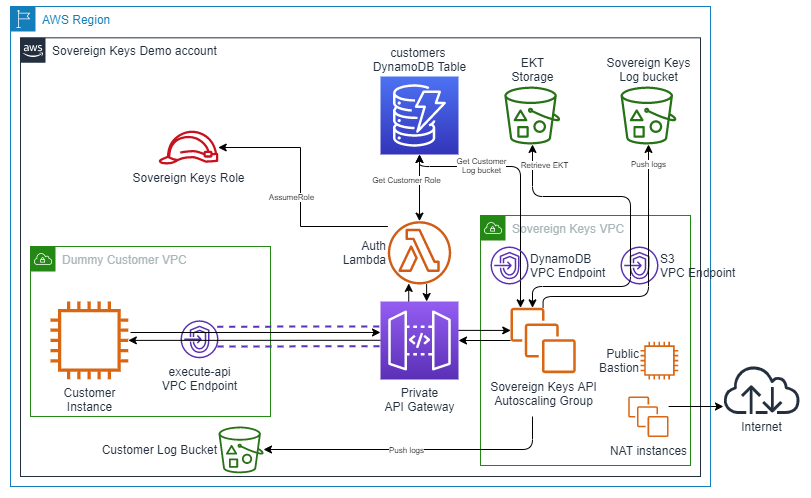 AWS Region
aws
Sovereign Keys Demo account
customers
DynamoDB Table
EKT
Storage
Sovereign Keys
Log bucket
Get Customer
Log bucket
Retrieve EKT
Push logs
Get Customer Role
Sovereign Keys Role
AssumeRole
Auth
Lambda
Sovereign Keys VPC
Dummy Customer VPC
DynamoDB
VPC Endpoint
S3
VPC Endpoint
execute-api
VPC Endpoint
Customer
Instance
Private
API Gateway
Sovereign Keys API
Autoscaling Group
Public
Bastion
NAT instances
Internet
Customer Log Bucket
Push logs